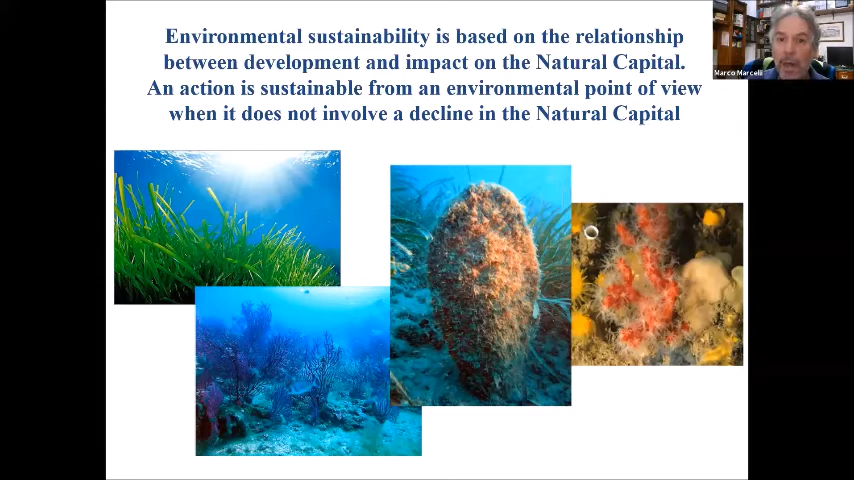 Environmental sustainability is based on the relationship
between development and impact on the Natural Capital.
An action is sustainable from an environmental point of view
when it does not involve a decline in the Natural Capital
Marco Marcelli